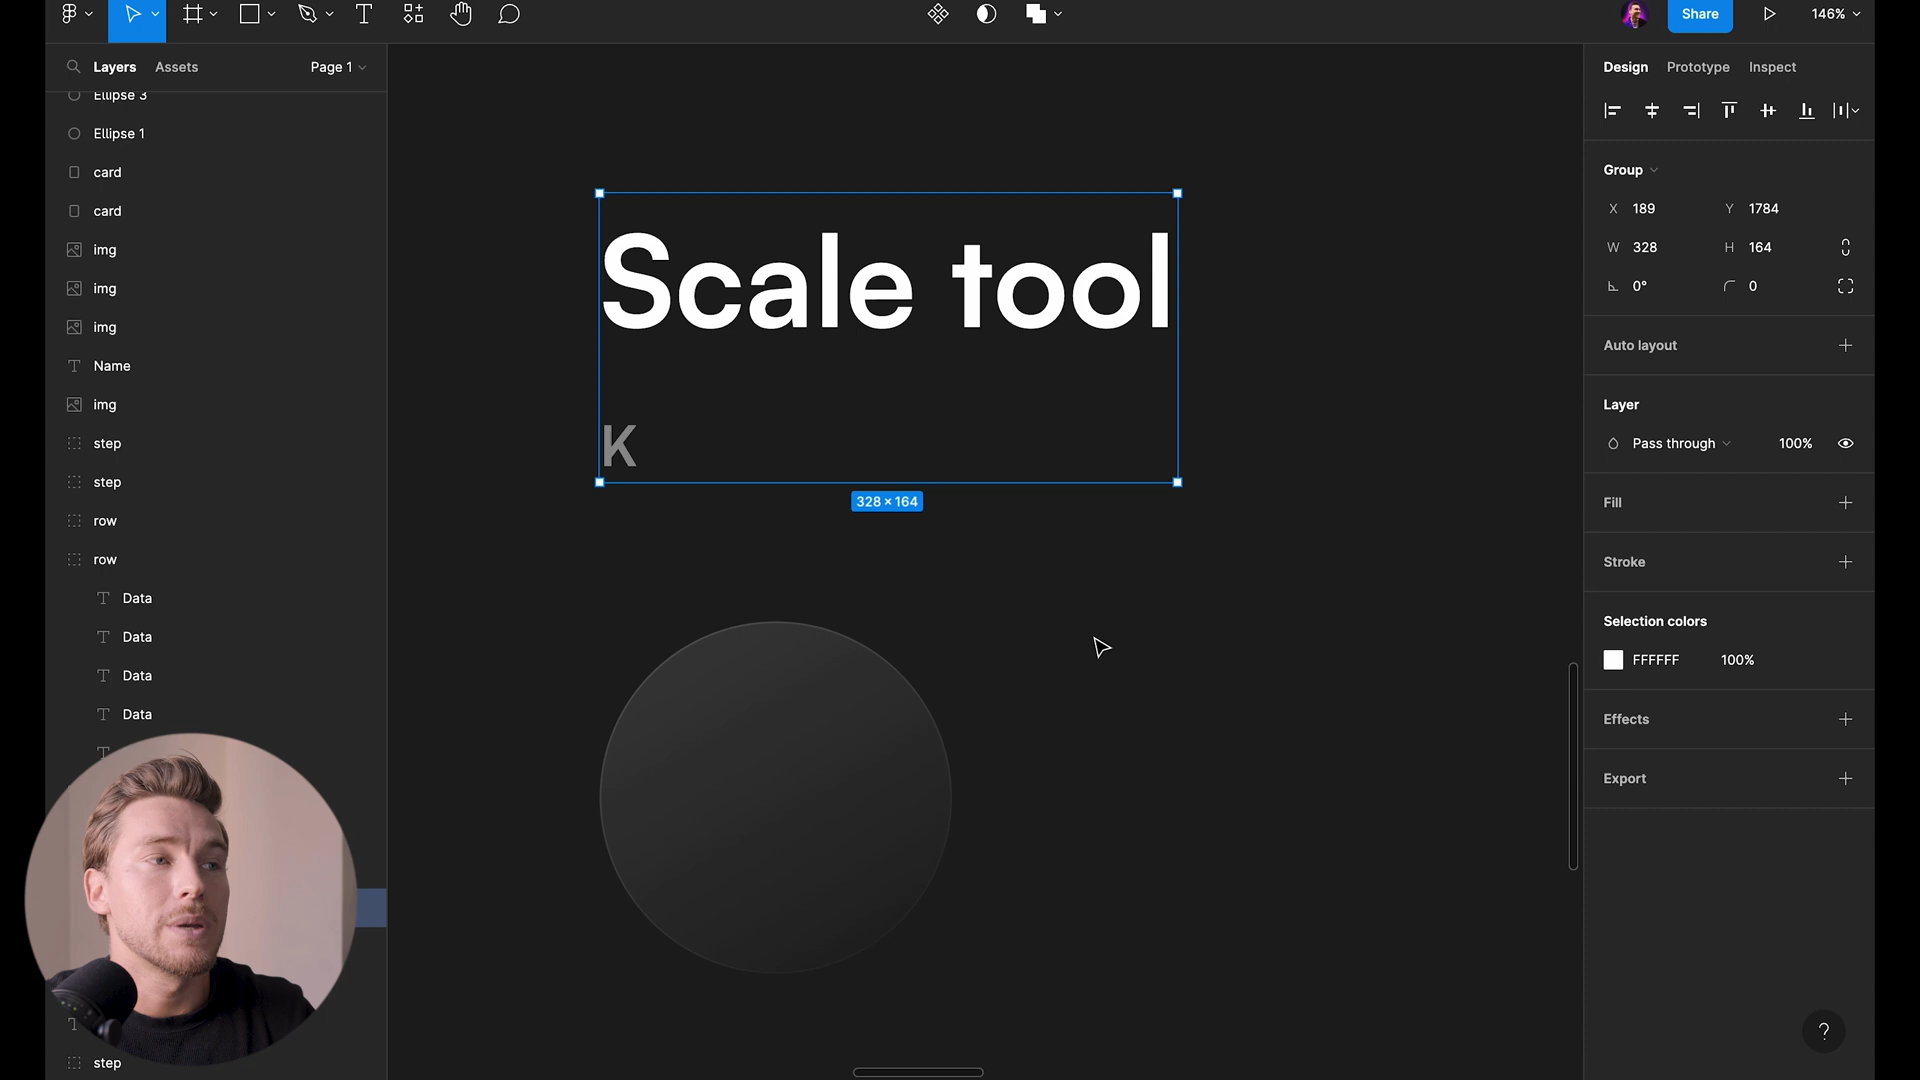 Share
146%
Layers
Assets
Page 1
Design
Prototype
Inspect
Ellipse 3
Ellipse 1
card
card
img
img
img
Name
img
step
step
row
row
Data
Data
Data
Data
step
Scale tool
K
328 × 164
Group
X 189
Y 1784
W 328
H 164
0°
0
Auto layout
Layer
Pass through
100%
Fill
Stroke
Selection colors
FFFFFF
100%
Effects
Export
?